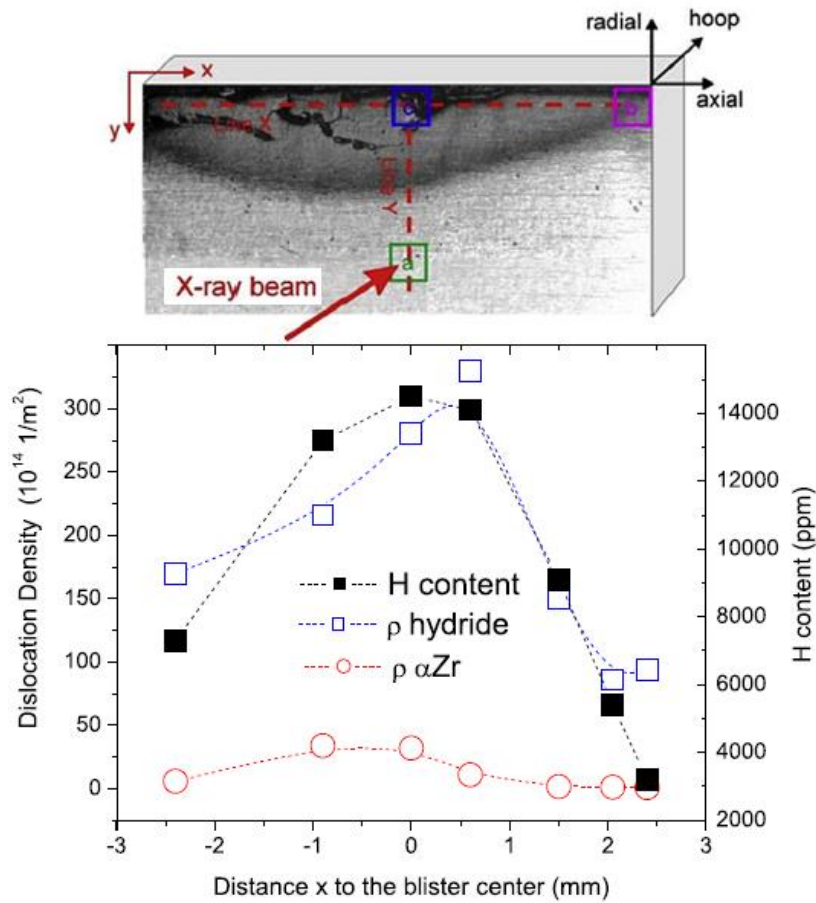 radial
hoop
axial
x
y
c
b
Line X
Line Y
a
X-ray beam
Dislocation Density (10¹⁴ 1/m²)
300
250
200
150
100
50
0
H content
ρ hydride
ρ αZr
14000
12000
10000
8000
6000
4000
2000
H content (ppm)
-3 -2 -1 0 1 2 3
Distance x to the blister center (mm)